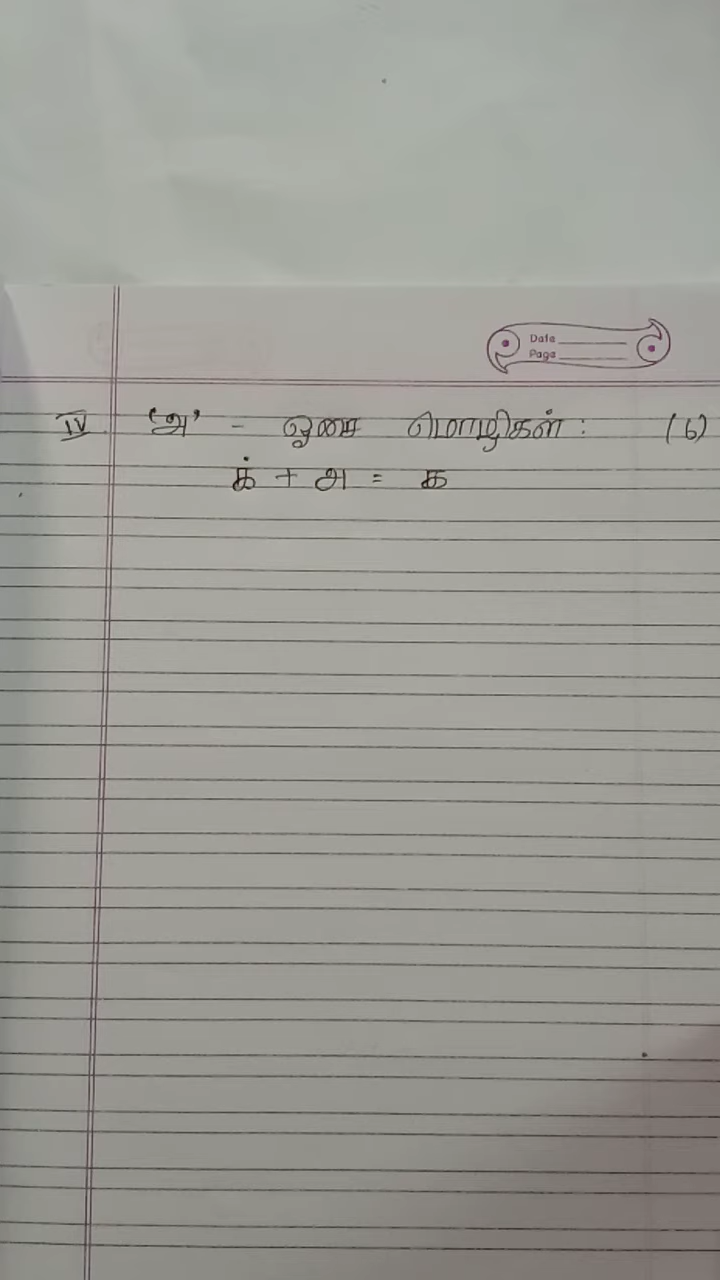 Date
Page
IV. 'அ' - ஓசை மொழிகள் : (6)
க் + அ = க